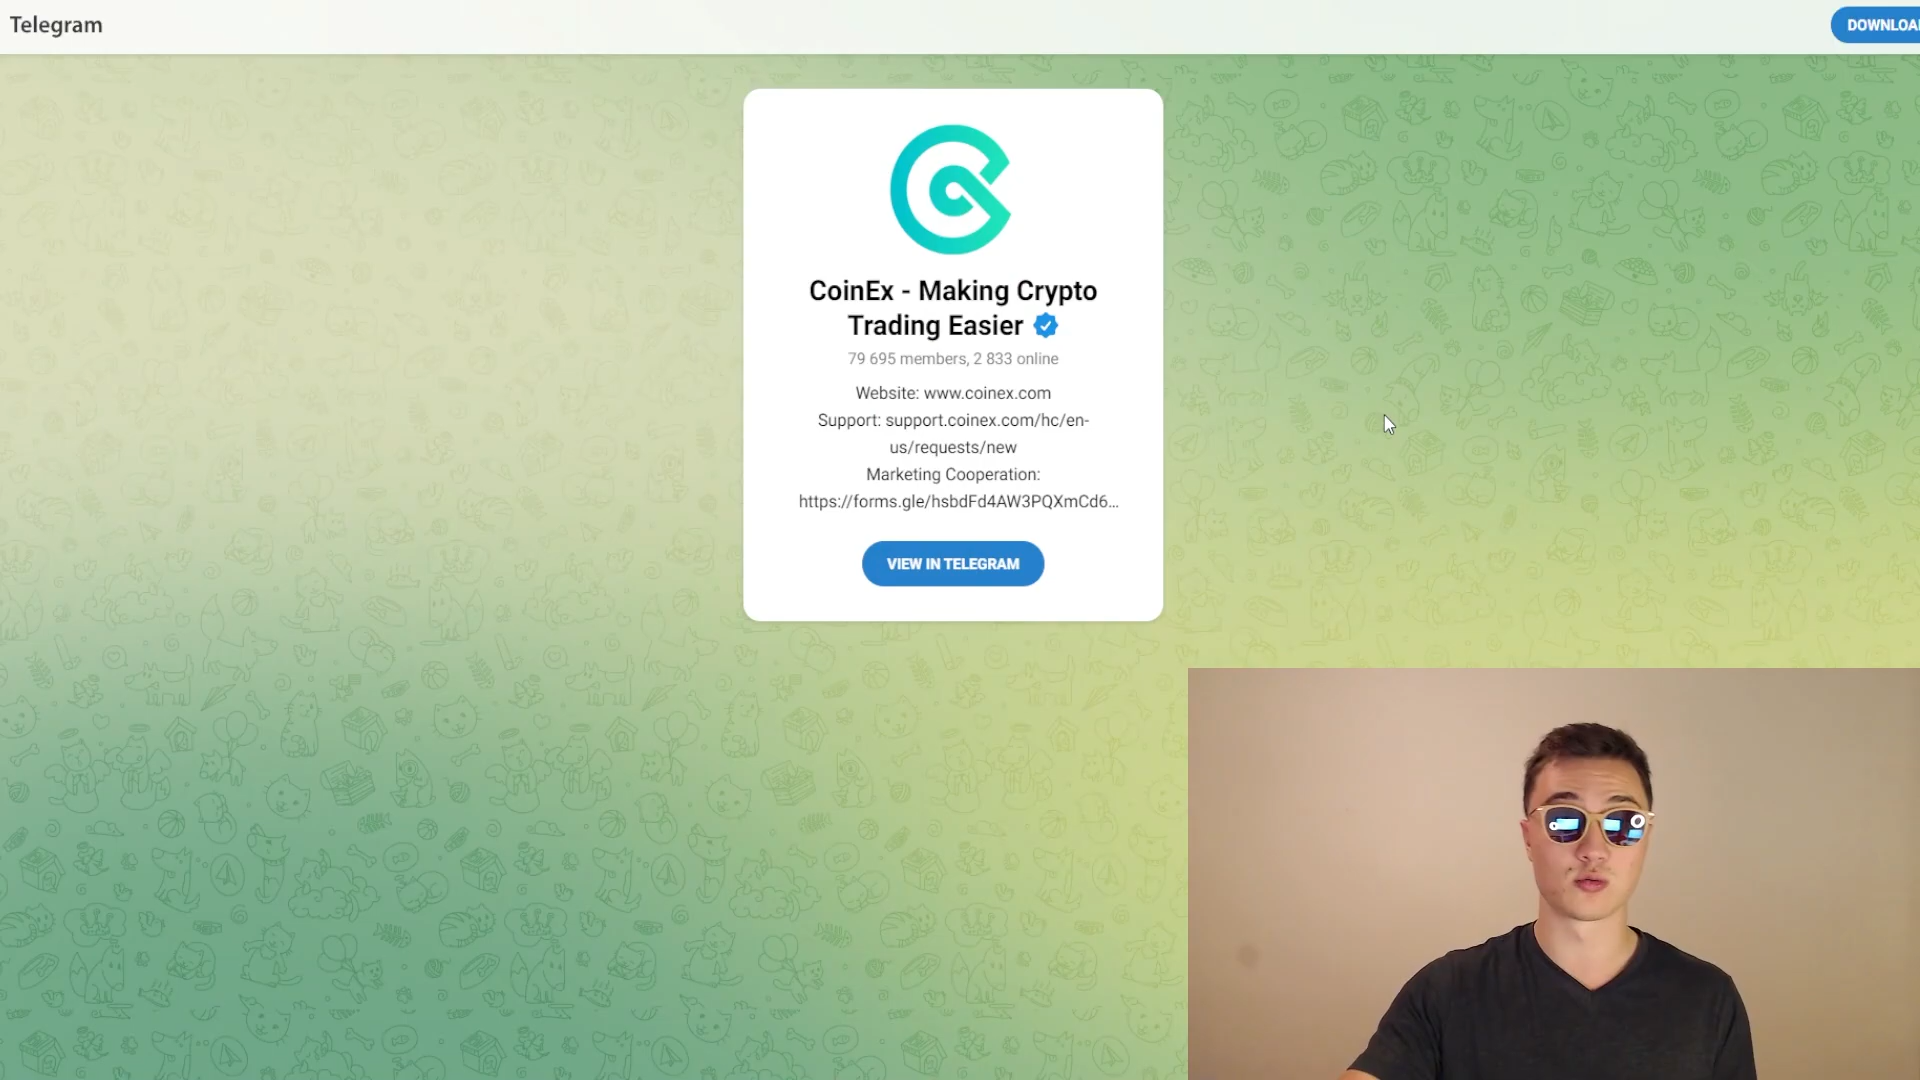 Telegram
DOWNLOA
CoinEx - Making Crypto
Trading Easier
79 695 members, 2 833 online
Website: www.coinex.com
Support: support.coinex.com/hc/en-
us/requests/new
Marketing Cooperation:
https://forms.gle/hsbdFd4AW3PQXmCd6...
VIEW IN TELEGRAM